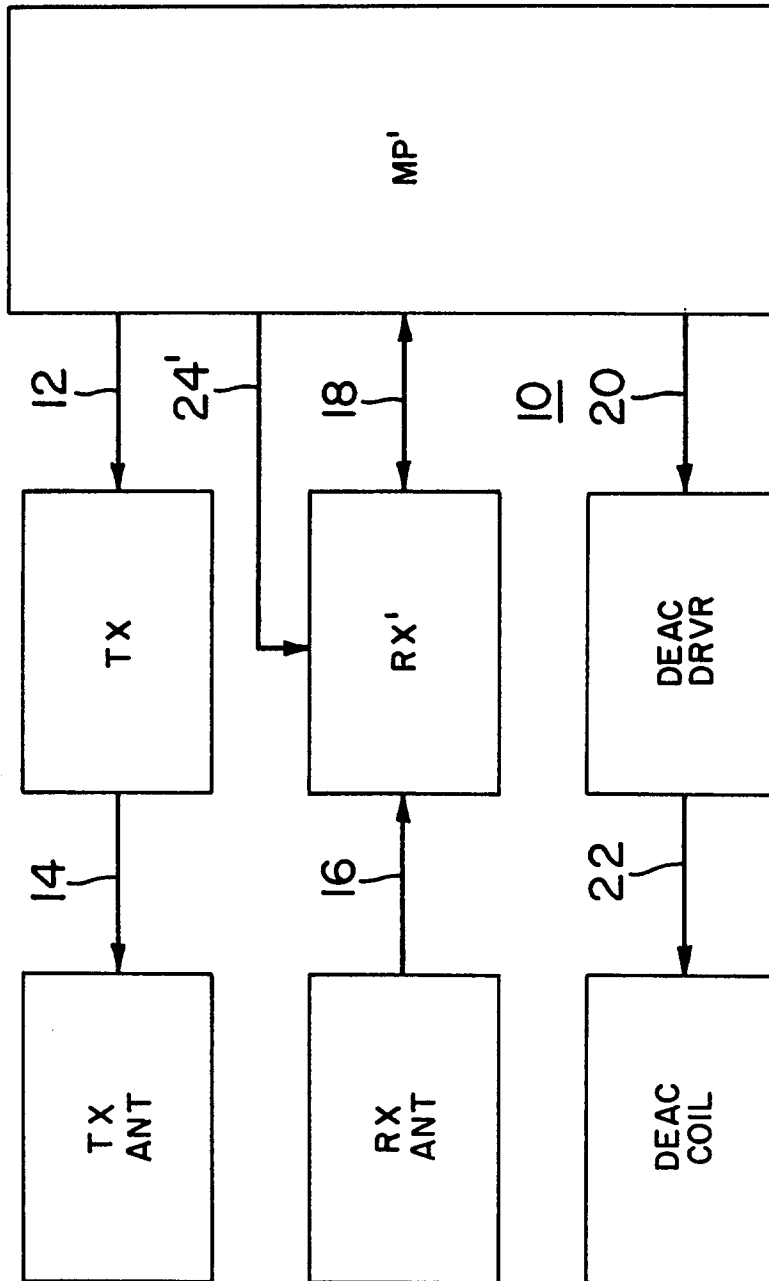 TX
ANT
14
TX
12
24'
MP'
RX
ANT
16
RX'
18
10
DEAC
COIL
22
DEAC
DRVR
20